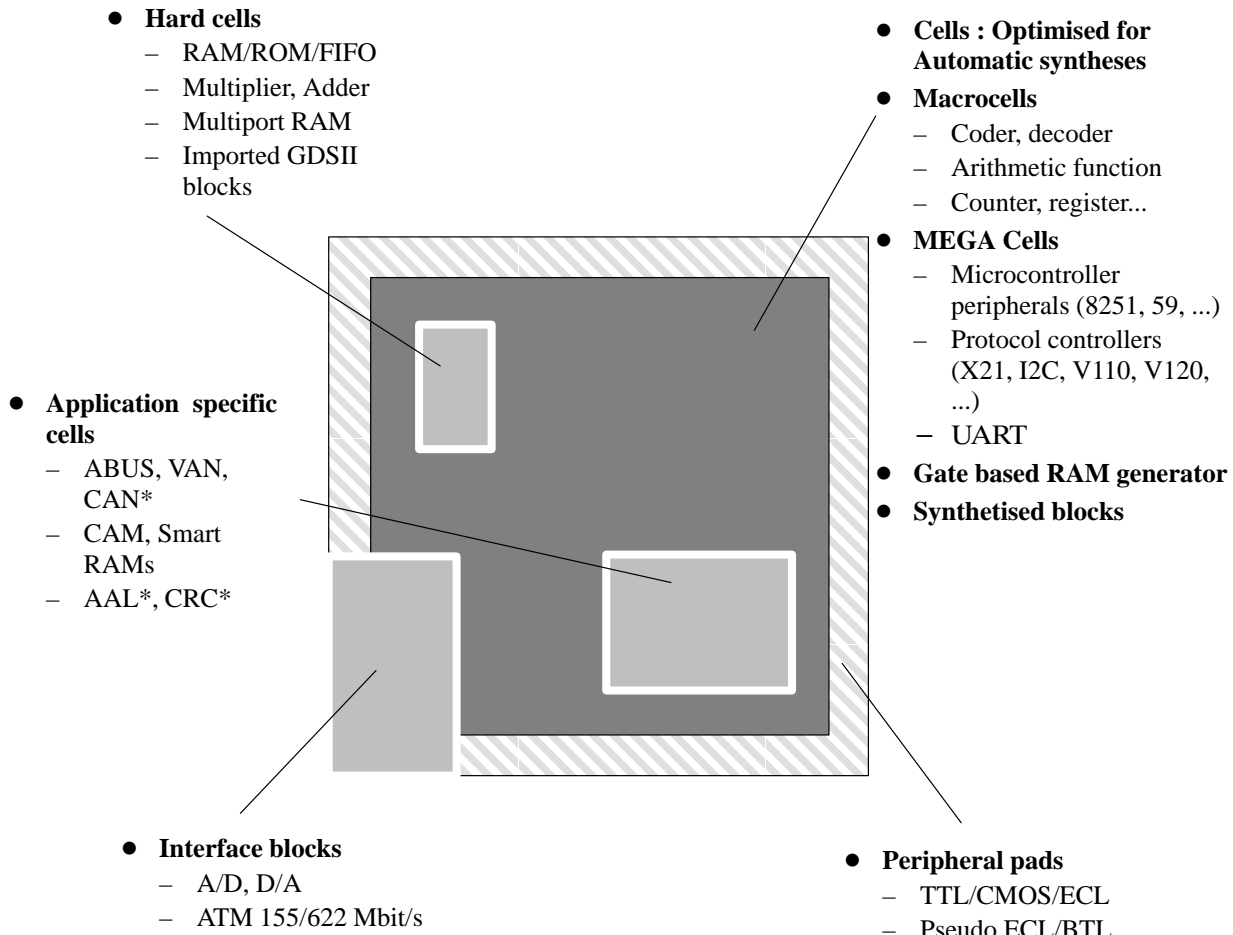 ● Hard cells
– RAM/ROM/FIFO
– Multiplier, Adder
– Multiport RAM
– Imported GDSII
blocks
● Cells : Optimised for
Automatic syntheses
● Macrocells
– Coder, decoder
– Arithmetic function
– Counter, register...
● MEGA Cells
– Microcontroller
peripherals (8251, 59, ...)
– Protocol controllers
(X21, I2C, V110, V120,
...)
– UART
● Gate based RAM generator
● Synthetised blocks
● Application specific
cells
– ABUS, VAN,
CAN*
– CAM, Smart
RAMs
– AAL*, CRC*
● Interface blocks
– A/D, D/A
– ATM 155/622 Mbit/s
● Peripheral pads
– TTL/CMOS/ECL
– Pseudo ECL/BTL